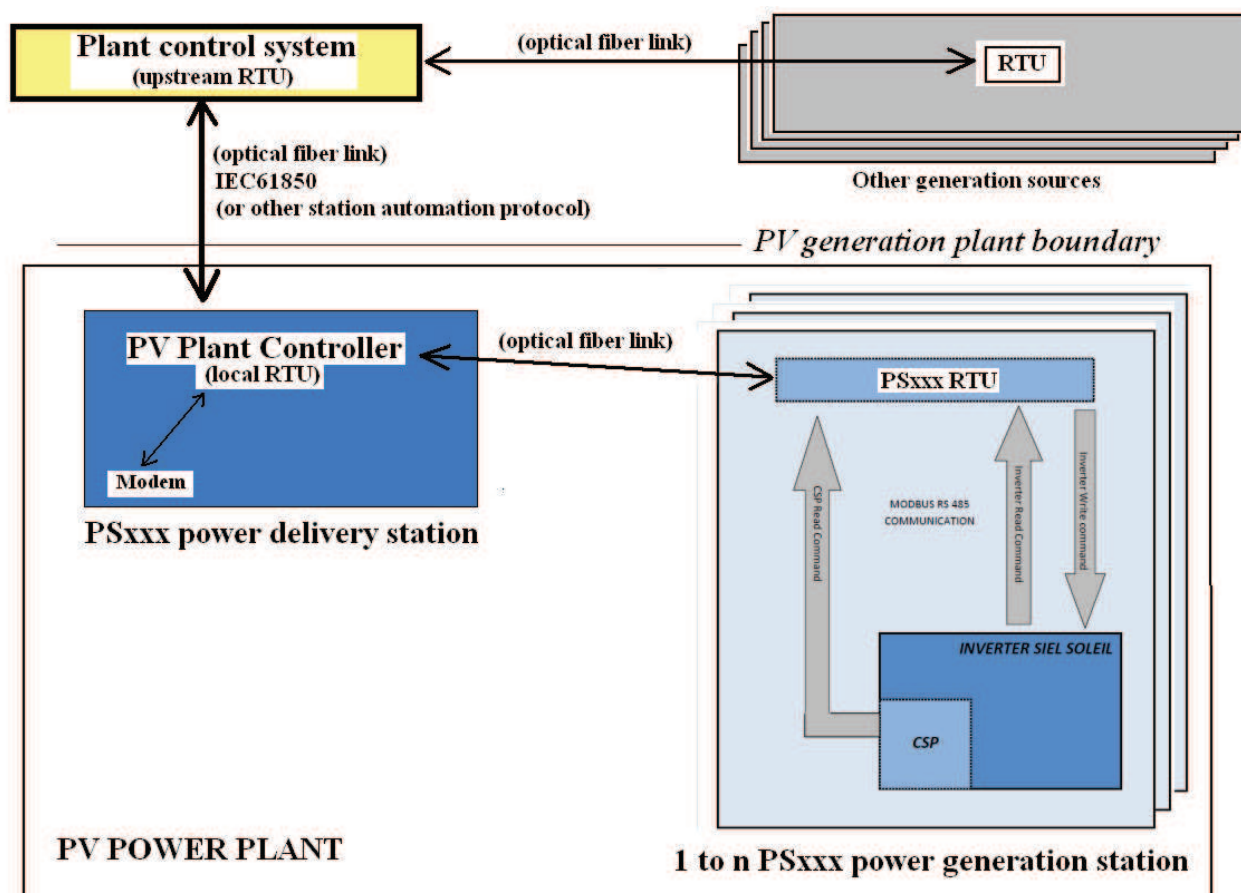 Plant control system
(upstream RTU)
(optical fiber link)
RTU
Other generation sources
(optical fiber link)
IEC61850
(or other station automation protocol)
PV generation plant boundary
PV Plant Controller
(local RTU)
Modem
PSxxx power delivery station
(optical fiber link)
PSxxx RTU
CSP Read Command
MODBUS RS 485
COMMUNICATION
Inverter Read Command
Inverter Write command
INVERTER SIEL SOLEIL
CSP
PV POWER PLANT
1 to n PSxxx power generation station